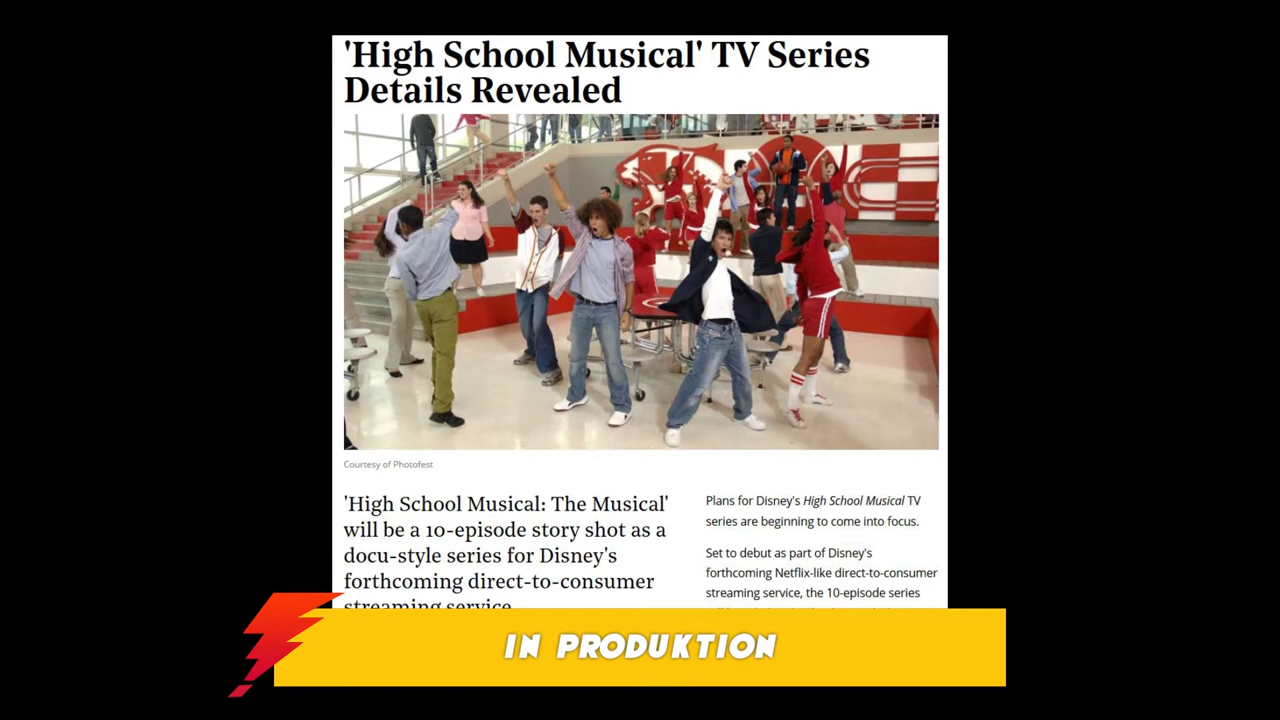 'High School Musical' TV Series
Details Revealed
Courtesy of Photofest
'High School Musical: The Musical'
will be a 10-episode story shot as a
docu-style series for Disney's
forthcoming direct-to-consumer
streaming service.
Plans for Disney's High School Musical TV
series are beginning to come into focus.
Set to debut as part of Disney's
forthcoming Netflix-like direct-to-consumer
streaming service, the 10-episode series
IN PRODUKTION